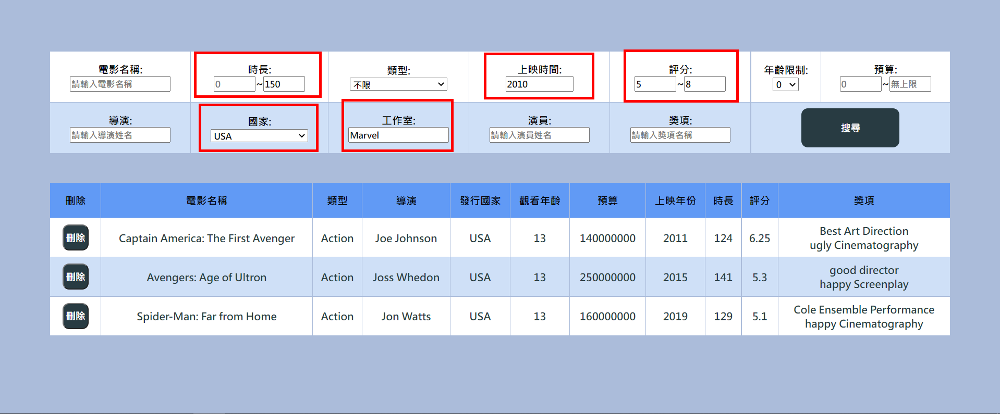 電影名稱: 時長: 類型: 上映時間: 評分: 年齡限制: 預算:
請輸入電影名稱 0 ~ 150 不限 2010 5 ~ 8 0 0 ~ 無上限
導演: 國家: 工作室: 演員: 獎項:
請輸入導演姓名 USA Marvel 請輸入演員姓名 請輸入獎項名稱 搜尋
刪除 電影名稱 類型 導演 發行國家 觀看年齡 預算 上映年份 時長 評分 獎項
刪除 Captain America: The First Avenger Action Joe Johnson USA 13 140000000 2011 124 6.25 Best Art Direction
ugly Cinematography
刪除 Avengers: Age of Ultron Action Joss Whedon USA 13 250000000 2015 141 5.3 good director
happy Screenplay
刪除 Spider-Man: Far from Home Action Jon Watts USA 13 160000000 2019 129 5.1 Cole Ensemble Performance
happy Cinematography